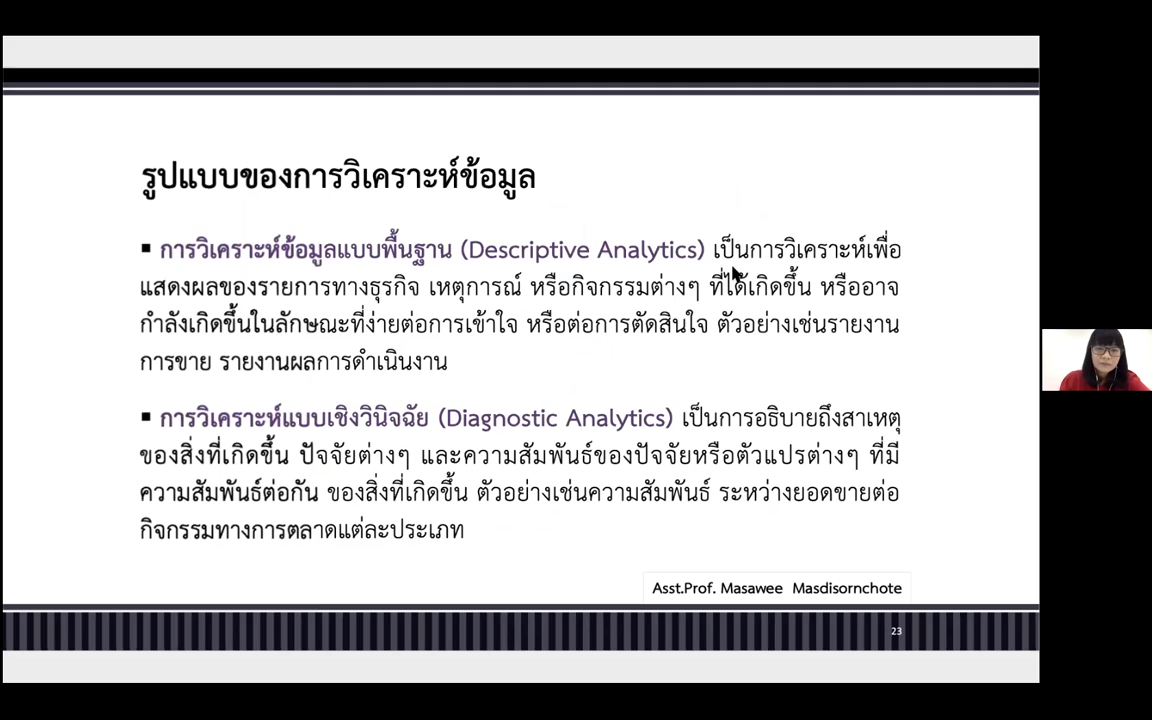 รูปแบบของการวิเคราะห์ข้อมูล
▪ การวิเคราะห์ข้อมูลแบบพื้นฐาน (Descriptive Analytics) เป็นการวิเคราะห์เพื่อ
แสดงผลของรายการทางธุรกิจ เหตุการณ์ หรือกิจกรรมต่างๆ ที่ได้เกิดขึ้น หรืออาจ
กำลังเกิดขึ้นในลักษณะที่ง่ายต่อการเข้าใจ หรือต่อการตัดสินใจ ตัวอย่างเช่นรายงาน
การขาย รายงานผลการดำเนินงาน
▪ การวิเคราะห์แบบเชิงวินิจฉัย (Diagnostic Analytics) เป็นการอธิบายถึงสาเหตุ
ของสิ่งที่เกิดขึ้น ปัจจัยต่างๆ และความสัมพันธ์ของปัจจัยหรือตัวแปรต่างๆ ที่มี
ความสัมพันธ์ต่อกัน ของสิ่งที่เกิดขึ้น ตัวอย่างเช่นความสัมพันธ์ ระหว่างยอดขายต่อ
กิจกรรมทางการตลาดแต่ละประเภท
Asst.Prof. Masawee Masdisornchote
23